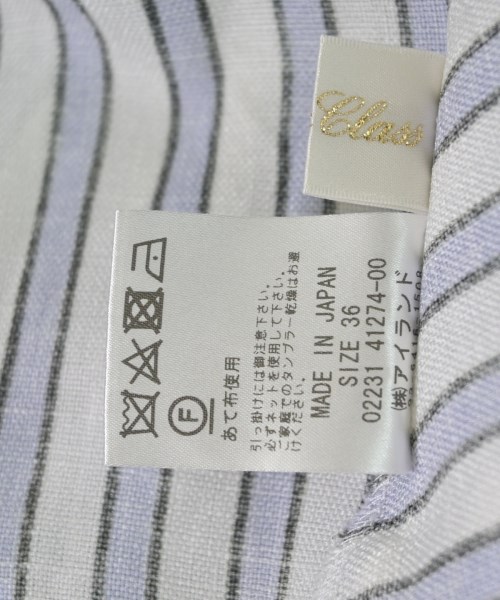 Class
Ⓕ
あて布使用
引っ掛けには御注意下さい。
必ずネットを使用して下さい。
ご家庭でのタンブラー乾燥はお避
けください。
MADE IN JAPAN
SIZE 36
02231 41274-00
㈱アイランド